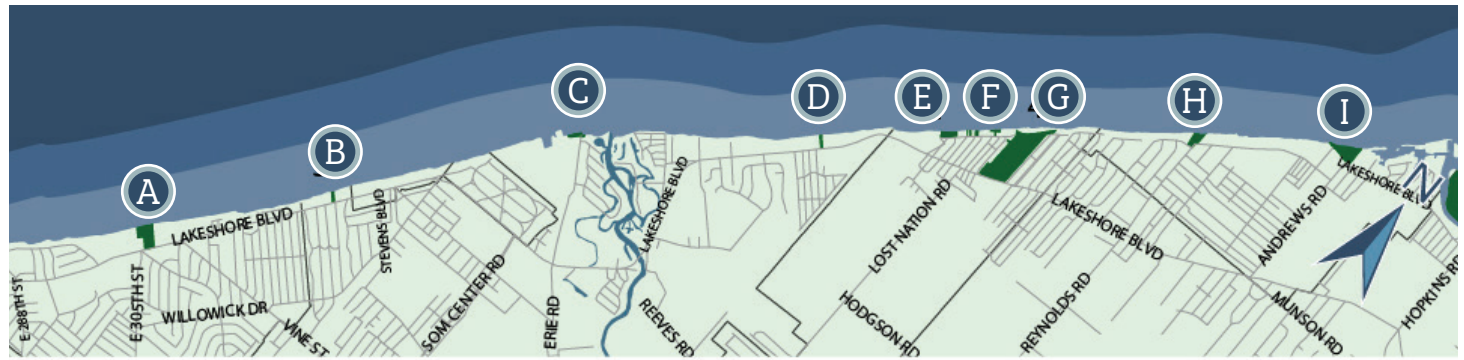 A
B
C
D
E
F
G
H
I
N
LAKESHORE BLVD
E 288TH ST
E 305TH ST
WILLOWICK DR
VINE ST
STEVENS BLVD
SOM CENTER RD
ERIE RD
LAKESHORE BLVD
REEVES RD
LOST NATION RD
HODGSON RD
LAKESHORE BLVD
REYNOLDS RD
ANDREWS RD
MUNSON RD
LAKESHORE BLVD
HOPKINS RD